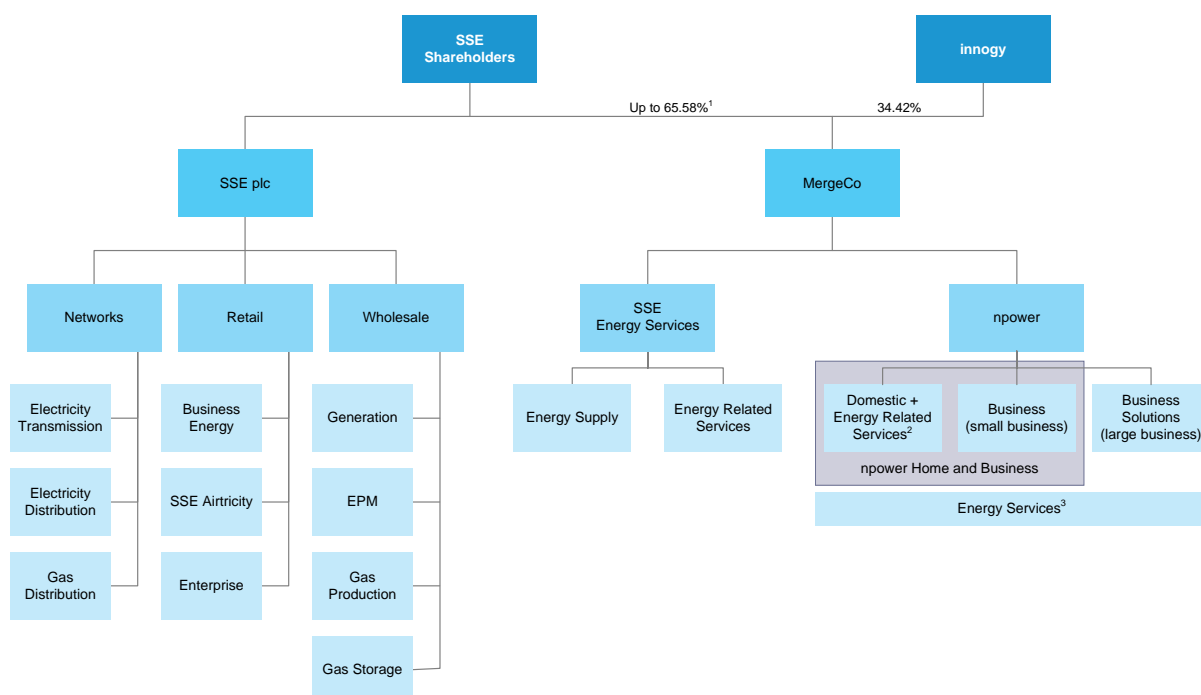 SSE
Shareholders
innogy
Up to 65.58%¹
34.42%
SSE plc
MergeCo
Networks
Retail
Wholesale
SSE
Energy Services
npower
Electricity
Transmission
Business
Energy
Generation
Energy Supply
Energy Related
Services
Domestic +
Energy Related
Services²
Business
(small business)
Business
Solutions
(large business)
npower Home and Business
Electricity
Distribution
SSE Airtricity
EPM
Energy Services³
Gas
Distribution
Enterprise
Gas
Production
Gas Storage